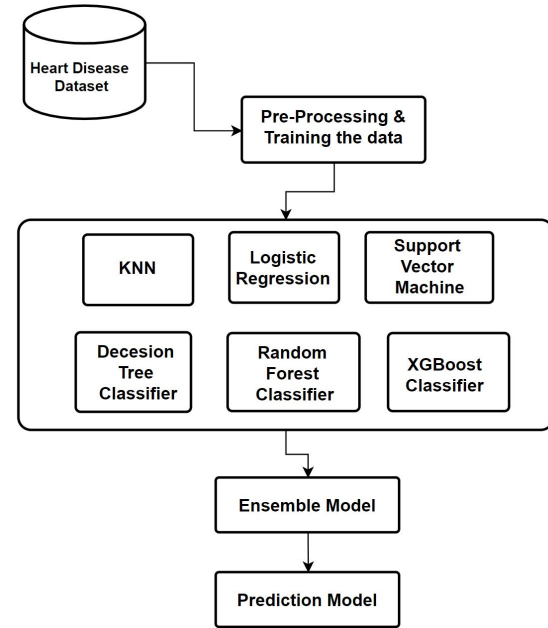 Heart Disease
Dataset
Pre-Processing &
Training the data
KNN
Logistic
Regression
Support
Vector
Machine
Decesion
Tree
Classifier
Random
Forest
Classifier
XGBoost
Classifier
Ensemble Model
Prediction Model